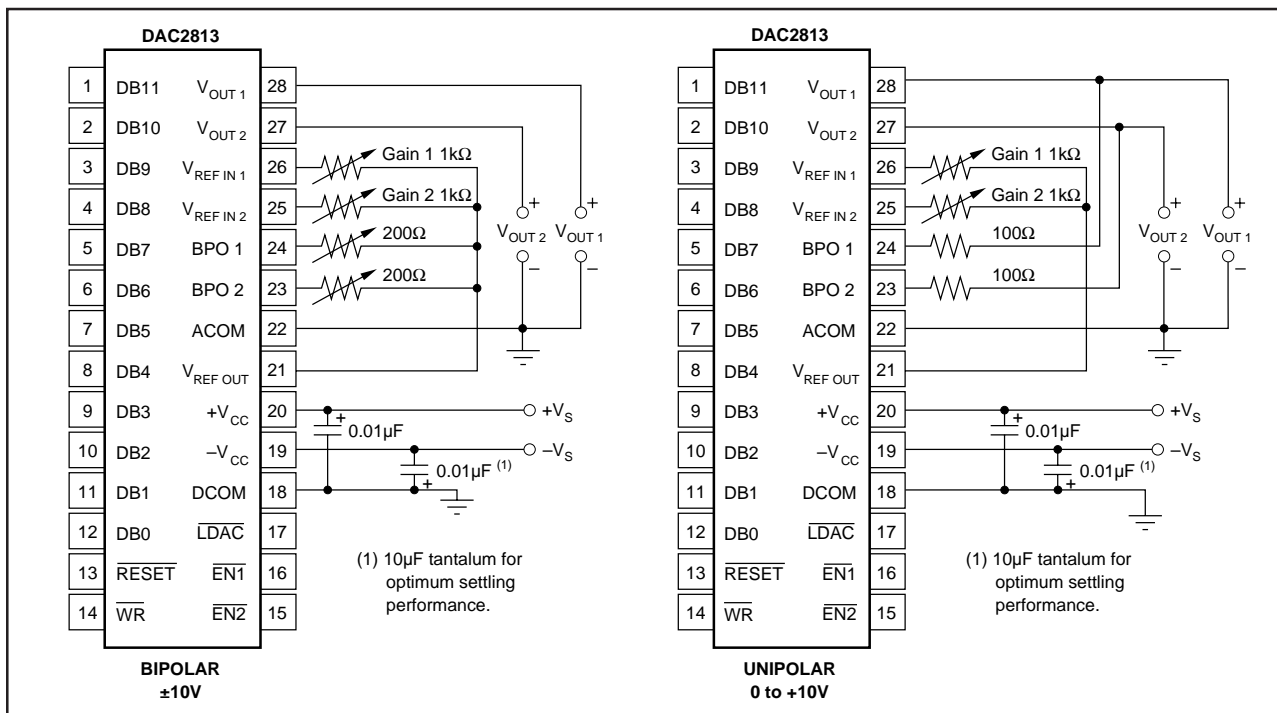 DAC2813
1 DB11 V_OUT 1 28
2 DB10 V_OUT 2 27
3 DB9 V_REF IN 1 26 Gain 1 1kΩ
4 DB8 V_REF IN 2 25 Gain 2 1kΩ
5 DB7 BPO 1 24 200Ω
6 DB6 BPO 2 23 200Ω
7 DB5 ACOM 22
8 DB4 V_REF OUT 21
9 DB3 +V_CC 20
10 DB2 –V_CC 19
11 DB1 DCOM 18
12 DB0 LDAC 17
13 RESET EN1 16
14 WR EN2 15
+ +
V_OUT 2 V_OUT 1
– –
+ 0.01µF +V_S
0.01µF (1) –V_S
+
(1) 10µF tantalum for
optimum settling
performance.
BIPOLAR
±10V
DAC2813
1 DB11 V_OUT 1 28
2 DB10 V_OUT 2 27
3 DB9 V_REF IN 1 26 Gain 1 1kΩ
4 DB8 V_REF IN 2 25 Gain 2 1kΩ
5 DB7 BPO 1 24 100Ω
6 DB6 BPO 2 23 100Ω
7 DB5 ACOM 22
8 DB4 V_REF OUT 21
9 DB3 +V_CC 20
10 DB2 –V_CC 19
11 DB1 DCOM 18
12 DB0 LDAC 17
13 RESET EN1 16
14 WR EN2 15
+ +
V_OUT 2 V_OUT 1
– –
+ 0.01µF +V_S
0.01µF (1) –V_S
+
(1) 10µF tantalum for
optimum settling
performance.
UNIPOLAR
0 to +10V